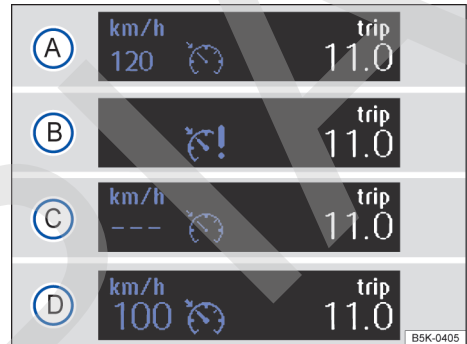 A
km/h trip
120 11.0
B
trip
! 11.0
C
km/h trip
--- 11.0
D
km/h trip
100 11.0
B5K-0405